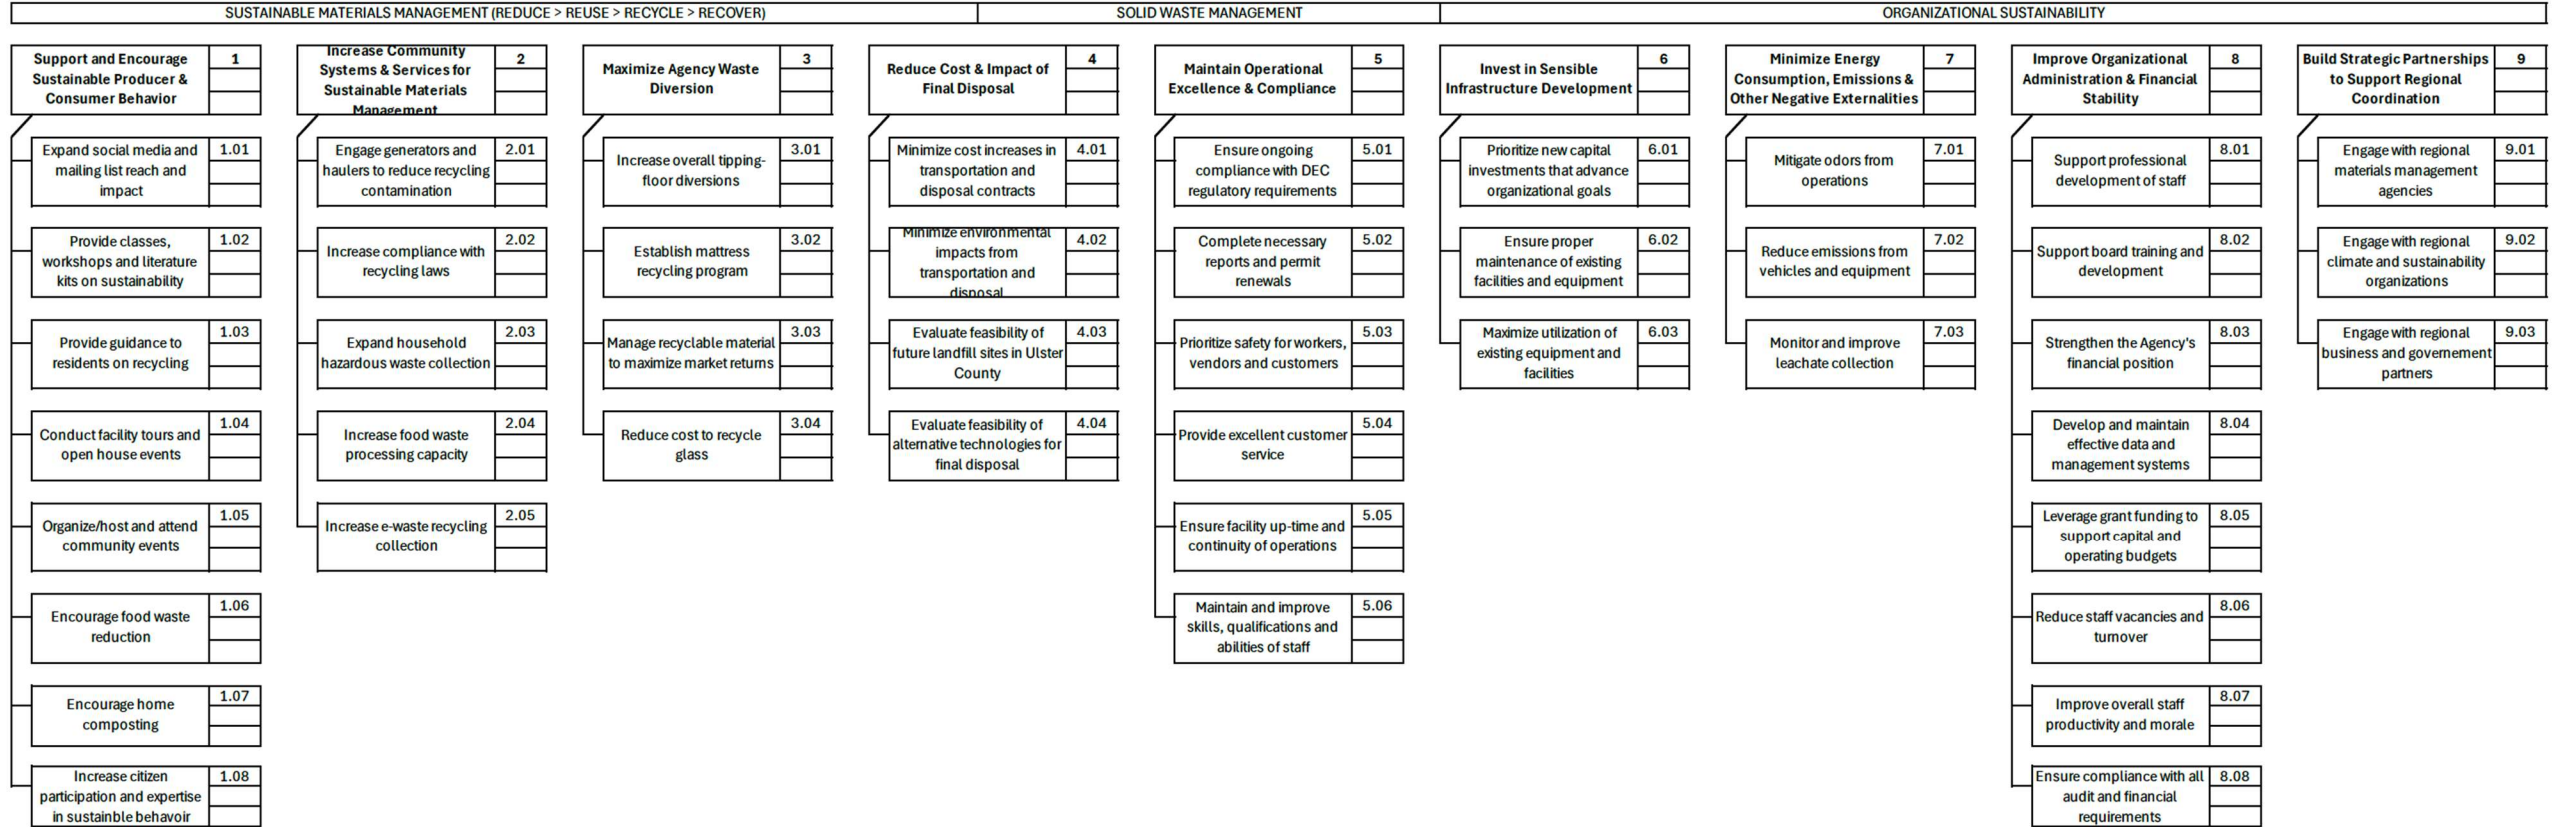 SUSTAINABLE MATERIALS MANAGEMENT (REDUCE > REUSE > RECYCLE > RECOVER)
SOLID WASTE MANAGEMENT
ORGANIZATIONAL SUSTAINABILITY
Support and Encourage
Sustainable Producer &
Consumer Behavior
1
Expand social media and
mailing list reach and
impact
1.01
Provide classes,
workshops and literature
kits on sustainability
1.02
Provide guidance to
residents on recycling
1.03
Conduct facility tours and
open house events
1.04
Organize/host and attend
community events
1.05
Encourage food waste
reduction
1.06
Encourage home
composting
1.07
Increase citizen
participation and expertise
in sustainble behavoir
1.08
Increase Community
Systems & Services for
Sustainable Materials
Management
2
Engage generators and
haulers to reduce recycling
contamination
2.01
Increase compliance with
recycling laws
2.02
Expand household
hazardous waste collection
2.03
Increase food waste
processing capacity
2.04
Increase e-waste recycling
collection
2.05
Maximize Agency Waste
Diversion
3
Increase overall tipping-
floor diversions
3.01
Establish mattress
recycling program
3.02
Manage recyclable material
to maximize market returns
3.03
Reduce cost to recycle
glass
3.04
Reduce Cost & Impact of
Final Disposal
4
Minimize cost increases in
transportation and
disposal contracts
4.01
Minimize environmental
impacts from
transportation and
disposal
4.02
Evaluate feasibility of
future landfill sites in Ulster
County
4.03
Evaluate feasibility of
alternative technologies for
final disposal
4.04
Maintain Operational
Excellence & Compliance
5
Ensure ongoing
compliance with DEC
regulatory requirements
5.01
Complete necessary
reports and permit
renewals
5.02
Prioritize safety for workers,
vendors and customers
5.03
Provide excellent customer
service
5.04
Ensure facility up-time and
continuity of operations
5.05
Maintain and improve
skills, qualifications and
abilities of staff
5.06
Invest in Sensible
Infrastructure Development
6
Prioritize new capital
investments that advance
organizational goals
6.01
Ensure proper
maintenance of existing
facilities and equipment
6.02
Maximize utilization of
existing equipment and
facilities
6.03
Minimize Energy
Consumption, Emissions &
Other Negative Externalities
7
Mitigate odors from
operations
7.01
Reduce emissions from
vehicles and equipment
7.02
Monitor and improve
leachate collection
7.03
Improve Organizational
Administration & Financial
Stability
8
Support professional
development of staff
8.01
Support board training and
development
8.02
Strengthen the Agency's
financial position
8.03
Develop and maintain
effective data and
management systems
8.04
Leverage grant funding to
support capital and
operating budgets
8.05
Reduce staff vacancies and
turnover
8.06
Improve overall staff
productivity and morale
8.07
Ensure compliance with all
audit and financial
requirements
8.08
Build Strategic Partnerships
to Support Regional
Coordination
9
Engage with regional
materials management
agencies
9.01
Engage with regional
climate and sustainability
organizations
9.02
Engage with regional
business and governement
partners
9.03